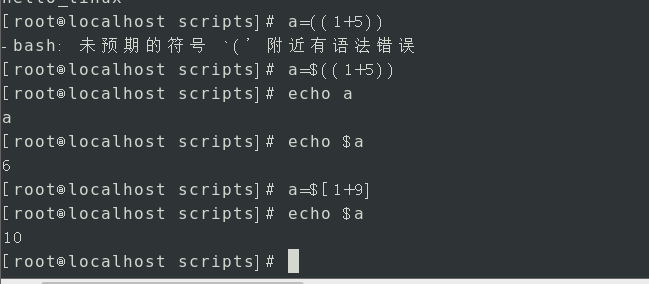 hello_linux
[root@localhost scripts]# a=((1+5))
-bash: 未预期的符号 `(' 附近有语法错误
[root@localhost scripts]# a=$((1+5))
[root@localhost scripts]# echo a
a
[root@localhost scripts]# echo $a
6
[root@localhost scripts]# a=$[1+9]
[root@localhost scripts]# echo $a
10
[root@localhost scripts]#